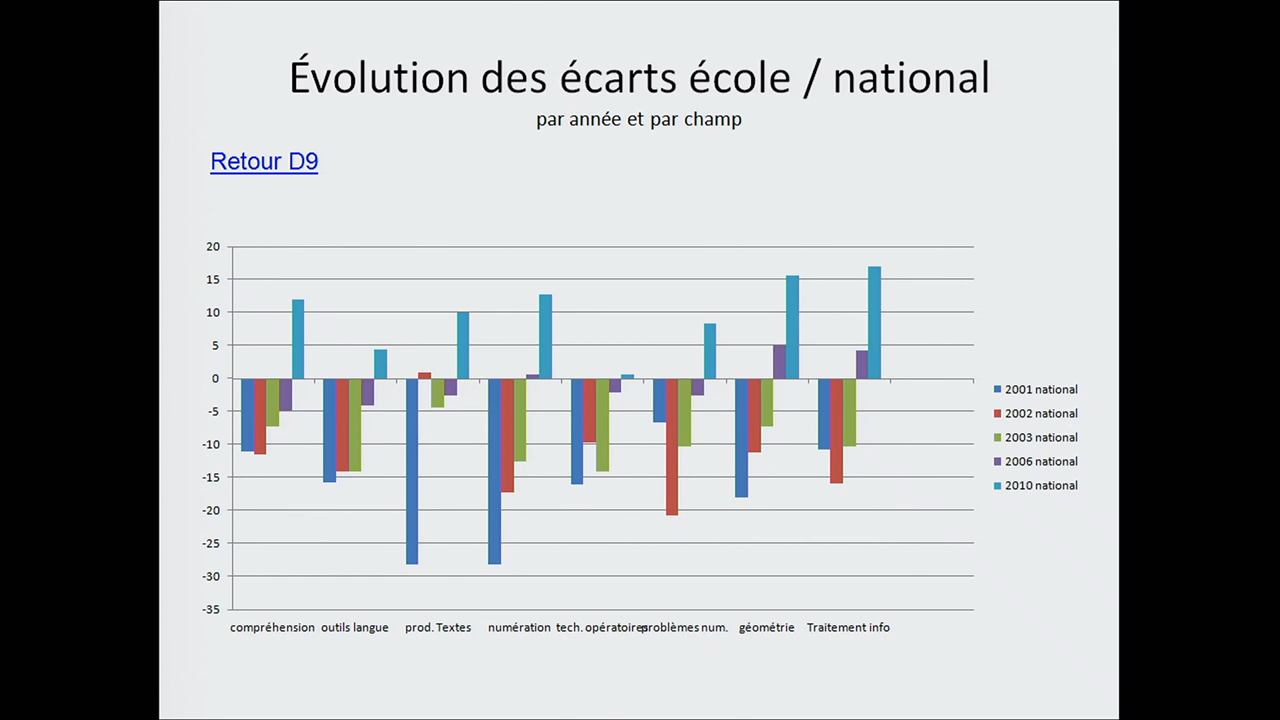 Évolution des écarts école / national
par année et par champ
Retour D9
20
15
10
5
0
-5
-10
-15
-20
-25
-30
-35
compréhension outils langue prod. Textes numération tech. opératoires problèmes num. géométrie Traitement info
2001 national
2002 national
2003 national
2006 national
2010 national